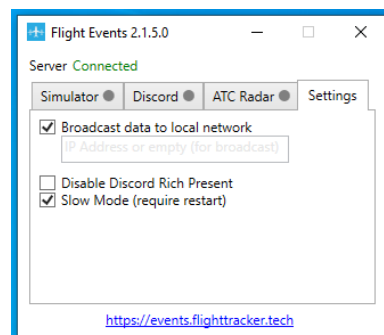 Flight Events 2.1.5.0
Server Connected
Simulator Discord ATC Radar Settings
Broadcast data to local network
IP Address or empty (for broadcast)
Disable Discord Rich Present
Slow Mode (require restart)
https://events.flighttracker.tech